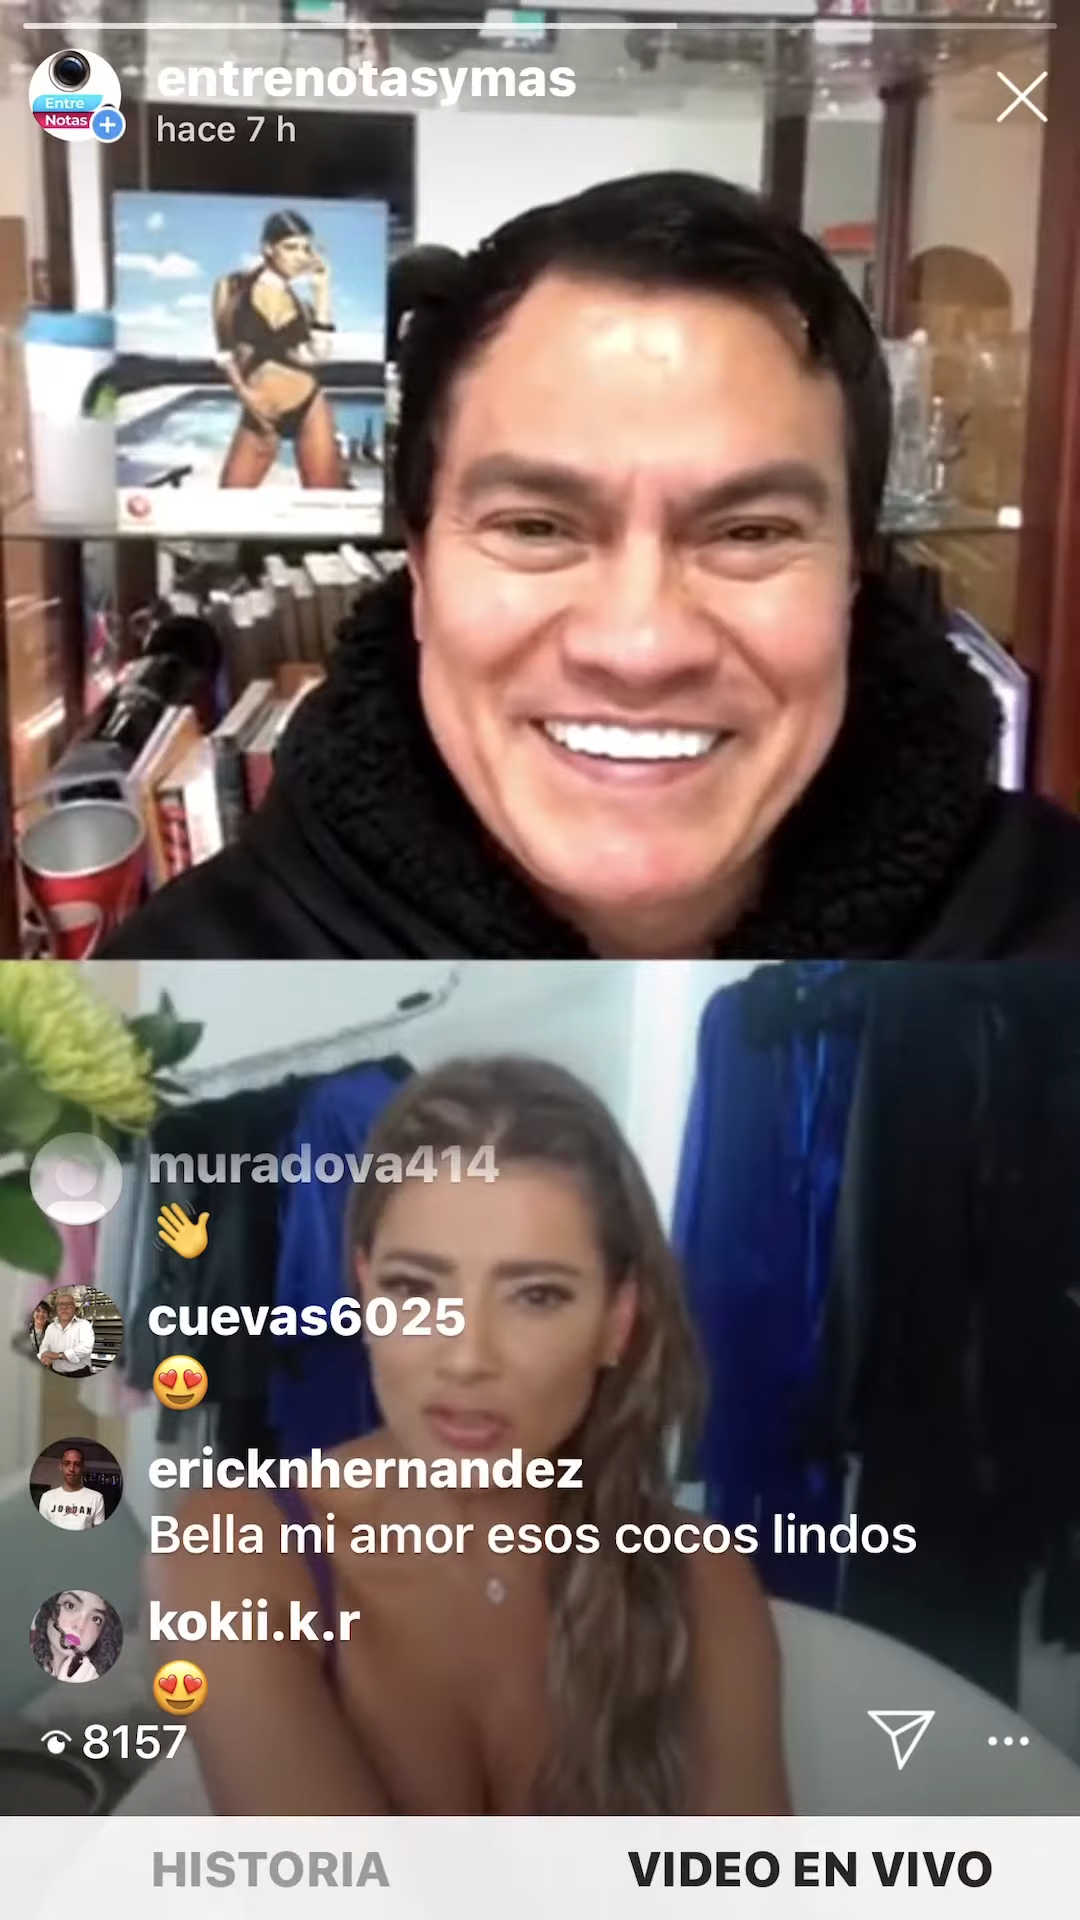 entrenotasymas
hace 7 h
Entre
Notas
muradova414
👋
cuevas6025
😍
ericknhernandez
Bella mi amor esos cocos lindos
JORDAN
kokii.k.r
😍
8157
HISTORIA
VIDEO EN VIVO